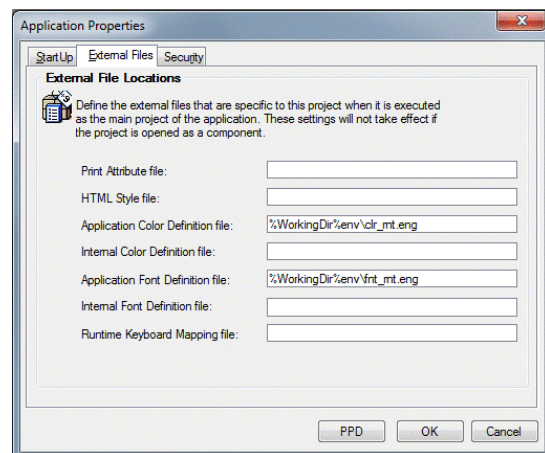 Application Properties
StartUp External Files Security
External File Locations
Define the external files that are specific to this project when it is executed
as the main project of the application. These settings will not take effect if
the project is opened as a component.
Print Attribute file:
HTML Style file:
Application Color Definition file: %WorkingDir%env\clr_rnt.eng
Internal Color Definition file:
Application Font Definition file: %WorkingDir%env\fnt_rnt.eng
Internal Font Definition file:
Runtime Keyboard Mapping file:
PPD OK Cancel